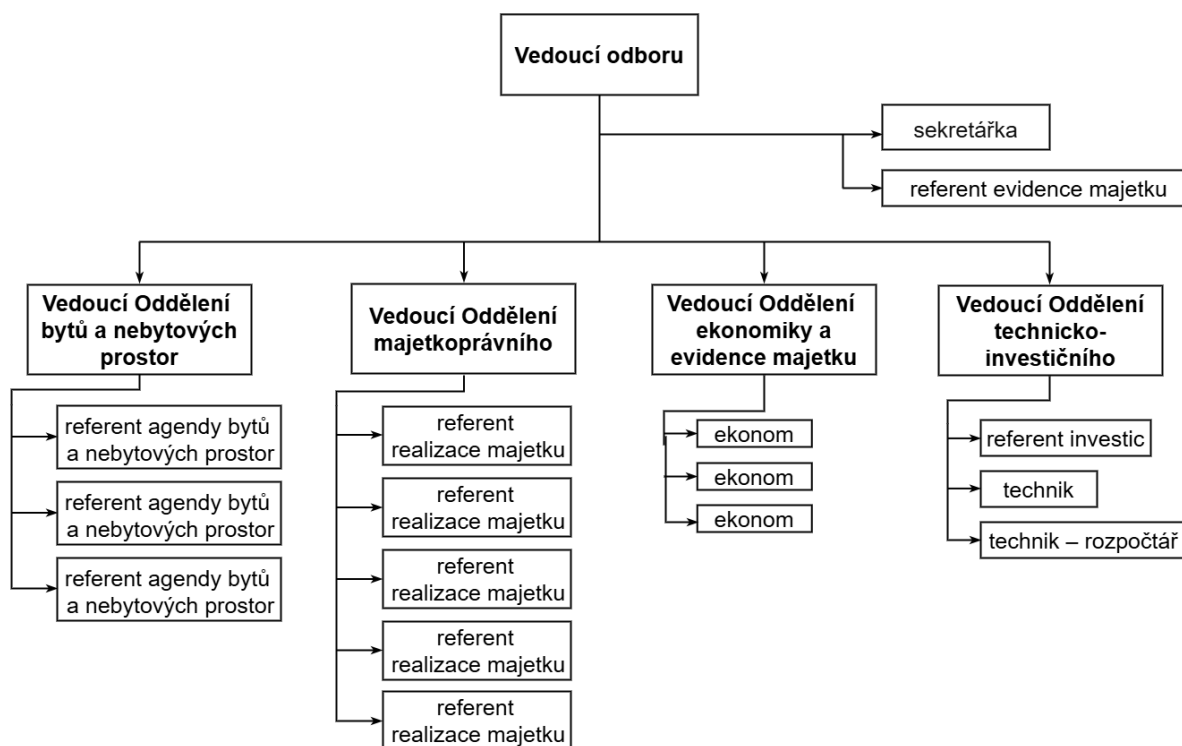 Vedoucí odboru
sekretářka
referent evidence majetku
Vedoucí Oddělení
bytů a nebytových
prostor
referent agendy bytů
a nebytových prostor
referent agendy bytů
a nebytových prostor
referent agendy bytů
a nebytových prostor
Vedoucí Oddělení
majetkoprávního
referent
realizace majetku
referent
realizace majetku
referent
realizace majetku
referent
realizace majetku
referent
realizace majetku
Vedoucí Oddělení
ekonomiky a
evidence majetku
ekonom
ekonom
ekonom
Vedoucí Oddělení
technicko-
investičního
referent investic
technik
technik – rozpočtář